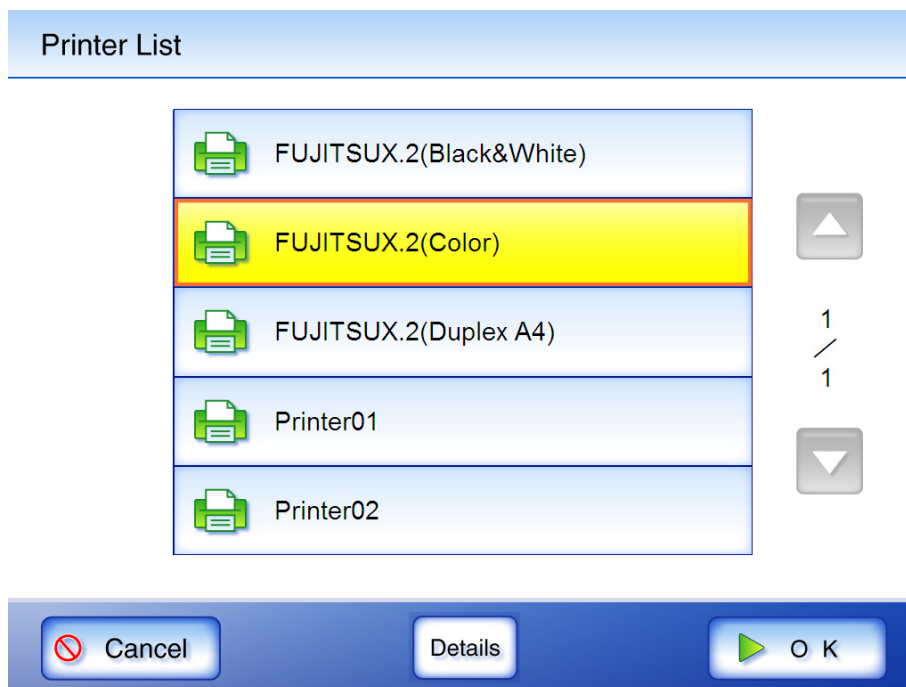 Printer List
FUJITSUX.2(Black&White)
FUJITSUX.2(Color)
FUJITSUX.2(Duplex A4)
Printer01
Printer02
1
/
1
Cancel
Details
O K